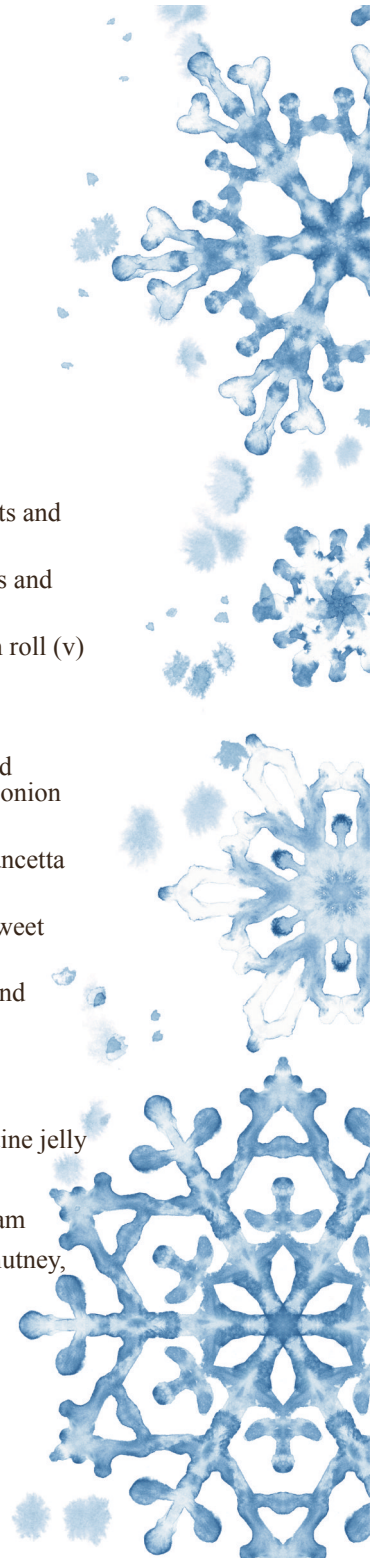 ts and
s and
roll (v)
d
onion
ncetta
weet
nd
ine jelly
am
utney,